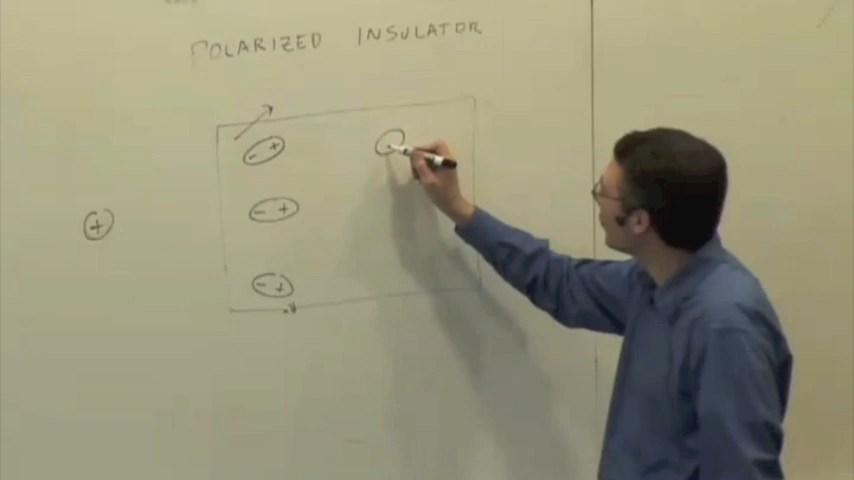 POLARIZED INSULATOR
- +
- +
+
- +